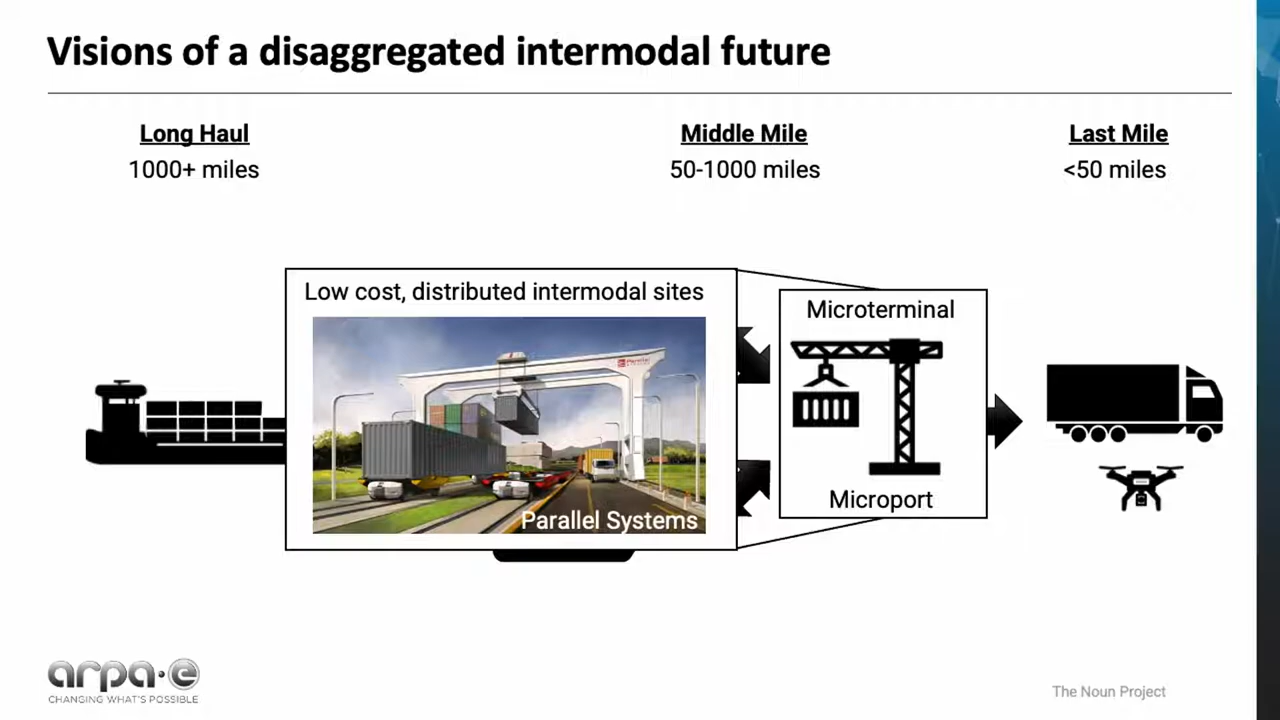 Visions of a disaggregated intermodal future
Long Haul
1000+ miles
Middle Mile
50-1000 miles
Last Mile
<50 miles
Low cost, distributed intermodal sites
Parallel Systems
Microterminal
Microport
arpa·e
CHANGING WHAT'S POSSIBLE
The Noun Project